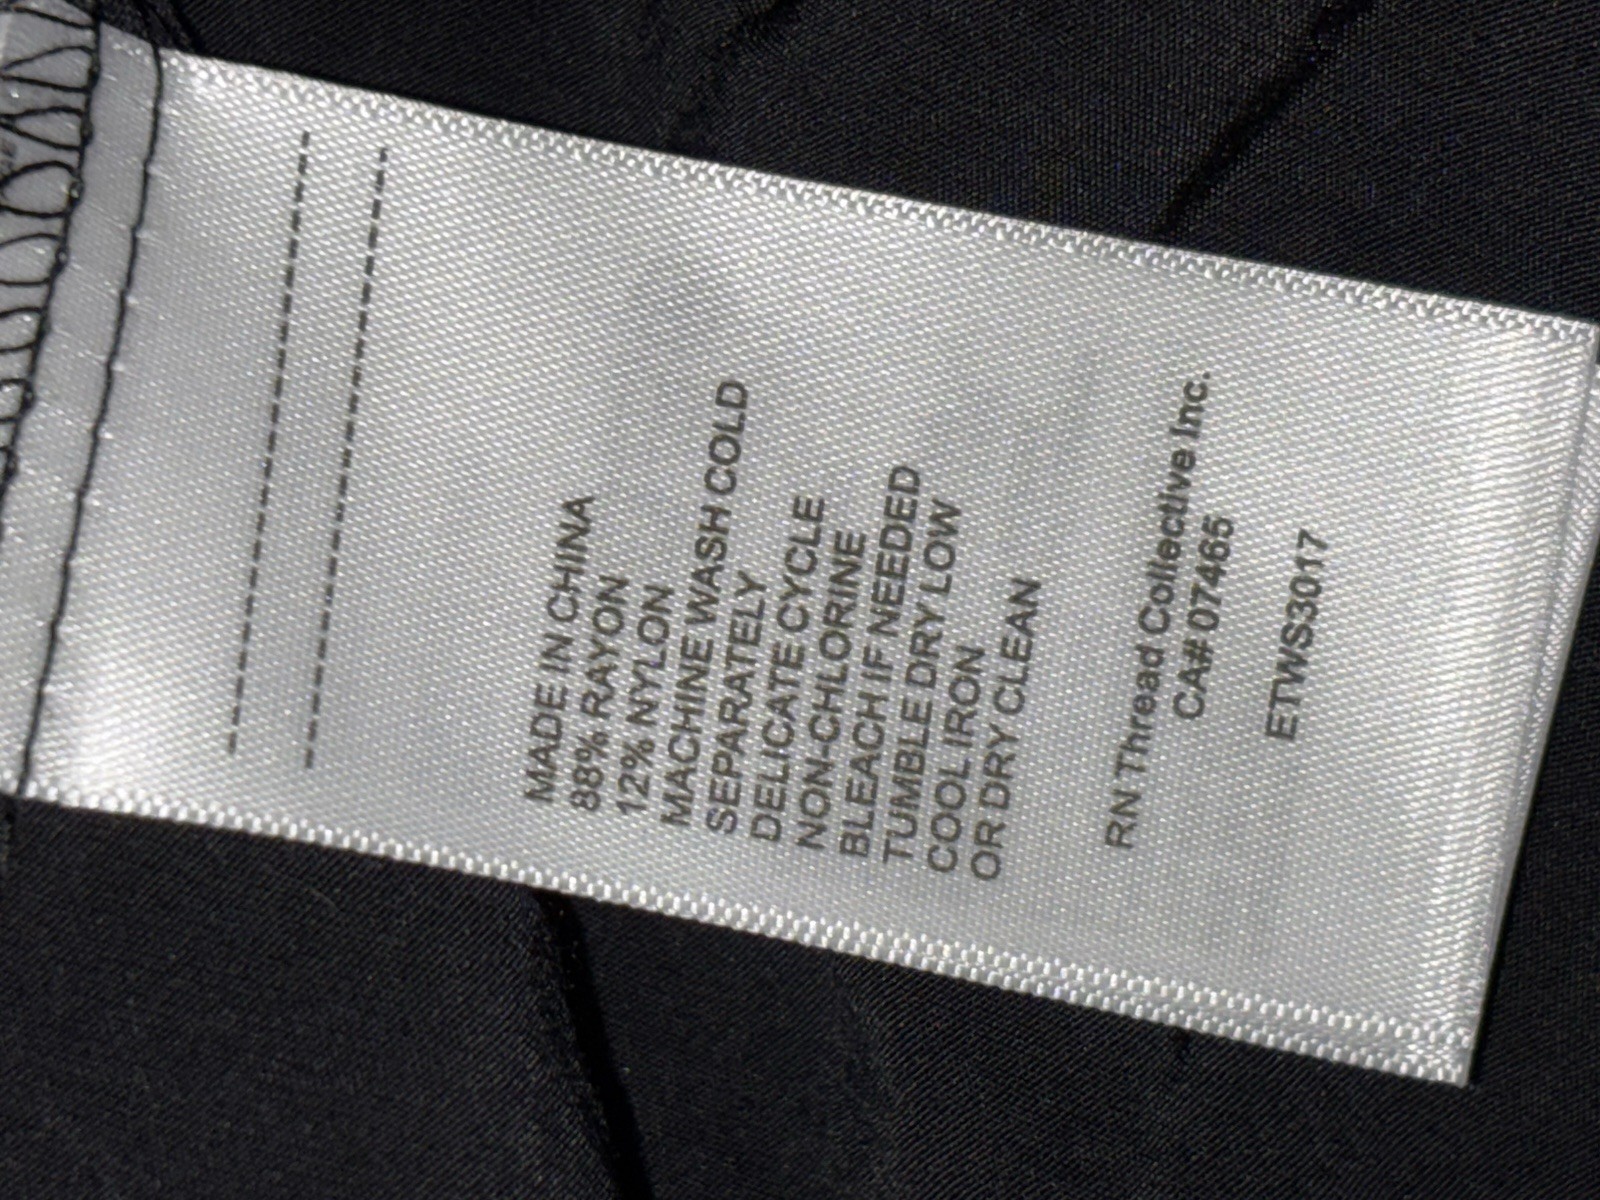 MADE IN CHINA
88% RAYON
12% NYLON
MACHINE WASH COLD
SEPARATELY
DELICATE CYCLE
NON-CHLORINE
BLEACH IF NEEDED
TUMBLE DRY LOW
COOL IRON
OR DRY CLEAN
RN Thread Collective Inc.
CA# 07465
ETWS3017